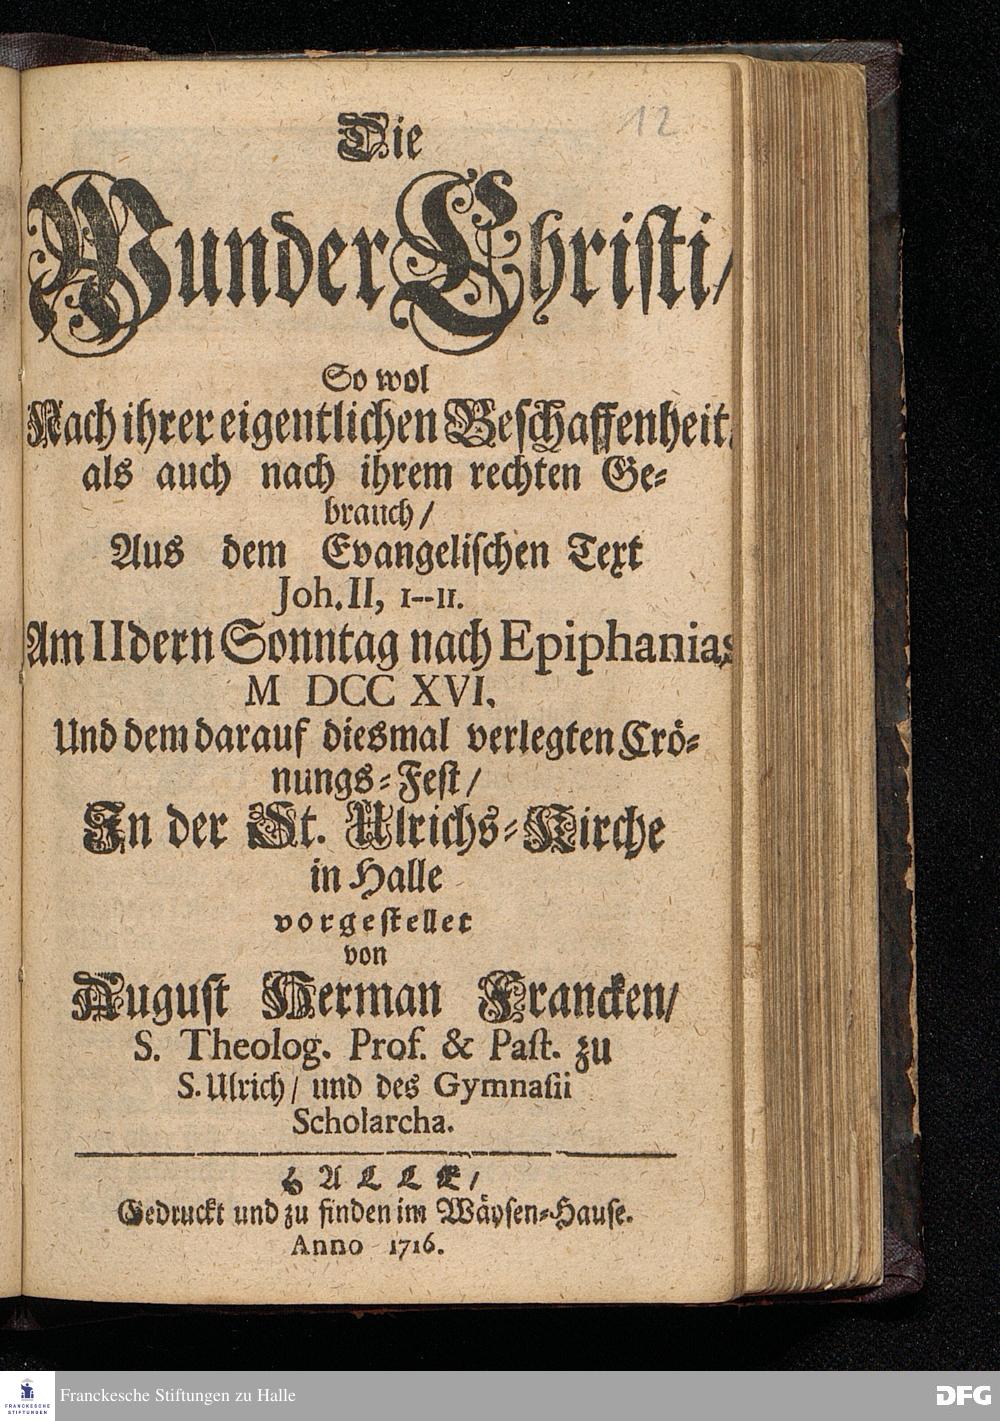 12
Die
Wunder Christi/
So wol
Nach ihrer eigentlichen Beschaffenheit,
als auch nach ihrem rechten Ge-
brauch/
Aus dem Evangelischen Text
Joh. II, 1--11.
Am IIdern Sonntag nach Epiphanias
M DCC XVI.
Und dem darauf diesmal verlegten Crö-
nungs-Fest/
In der St. Ulrichs-Kirche
in Halle
vorgestellet
von
August Herman Francken/
S. Theolog. Prof. & Past. zu
S. Ulrich/ und des Gymnasii
Scholarcha.
HALLE/
Gedruckt und zu finden im Wäysen-Hause.
Anno 1716.
FRANCKESCHE
STIFTUNGEN
Franckesche Stiftungen zu Halle
DFG